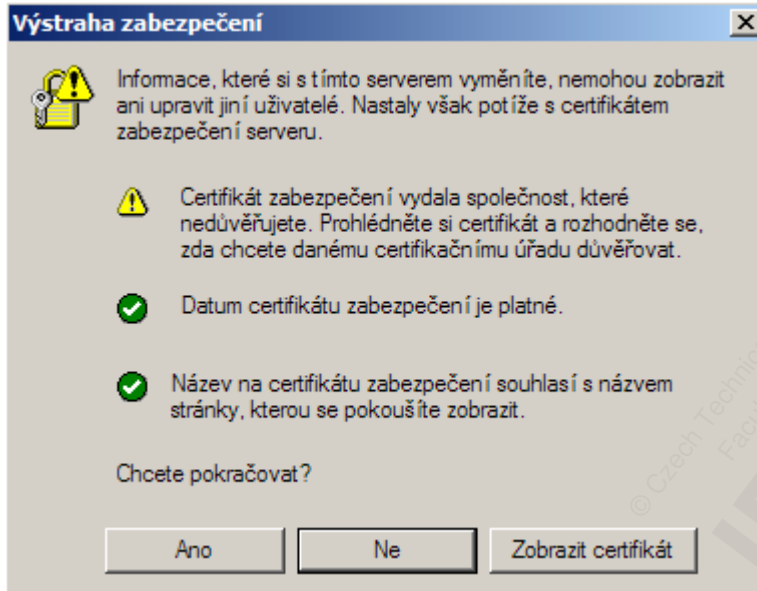 Výstraha zabezpečení
Informace, které si s tímto serverem vyměníte, nemohou zobrazit
ani upravit jiní uživatelé. Nastaly však potíže s certifikátem
zabezpečení serveru.
Certifikát zabezpečení vydala společnost, které
nedůvěřujete. Prohlédněte si certifikát a rozhodněte se,
zda chcete danému certifikačnímu úřadu důvěřovat.
Datum certifikátu zabezpečení je platné.
Název na certifikátu zabezpečení souhlasí s názvem
stránky, kterou se pokoušíte zobrazit.
Chcete pokračovat?
Ano
Ne
Zobrazit certifikát
© Czech